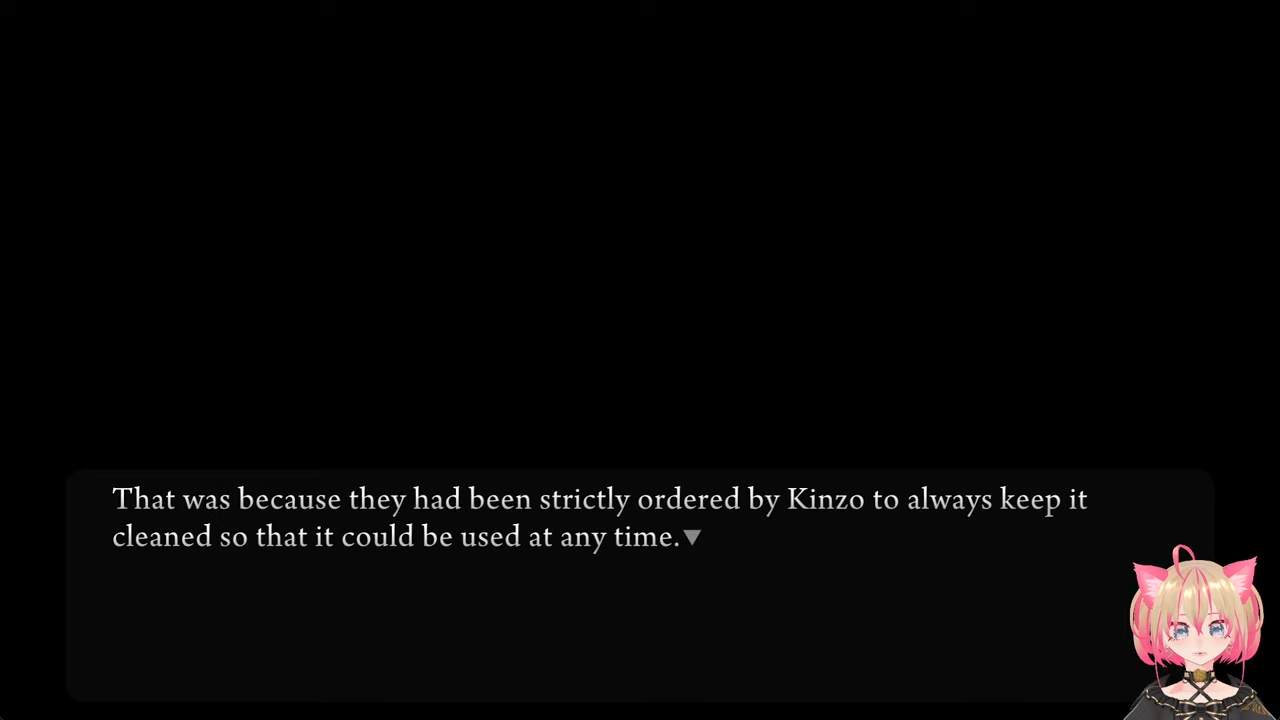 That was because they had been strictly ordered by Kinzo to always keep it
cleaned so that it could be used at any time.